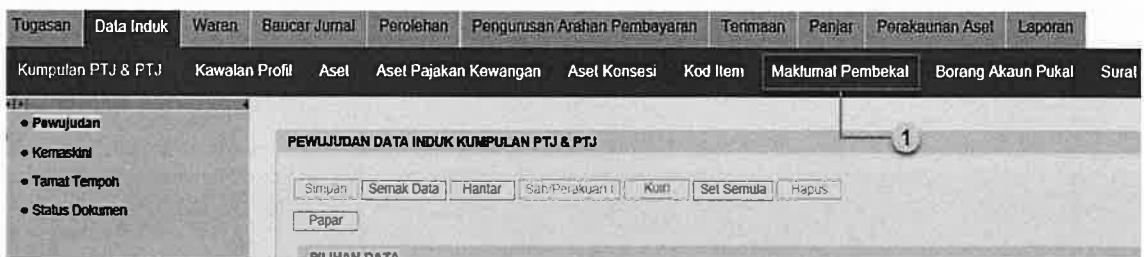 Tugasan Data Induk Waran Baucar Jurnal Perolehan Pengurusan Arahan Pembayaran Terimaan Panjar Perakaunan Aset Laporan
Kumpulan PTJ & PTJ Kawalan Profil Aset Aset Pajakan Kewangan Aset Konsesi Kod Item Maklumat Pembekal Borang Akaun Pukal Surat
• Pewujudan
• Kemaskini
• Tamat Tempoh
• Status Dokumen
1
PEWUJUDAN DATA INDUK KUMPULAN PTJ & PTJ
Simpan Semak Data Hantar Sah/Perakuan I Kuiri Set Semula Hapus
Papar
PILIHAN DATA